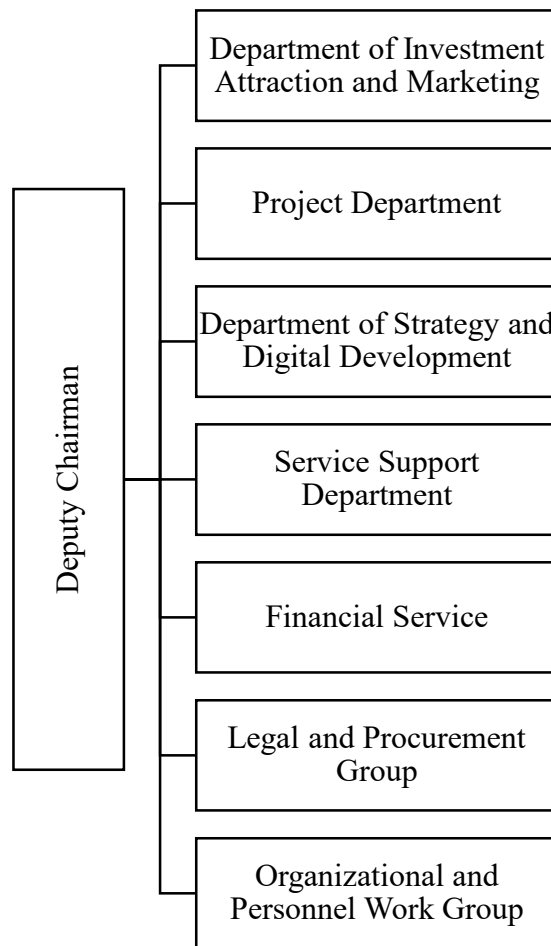 Deputy Chairman
Department of Investment
Attraction and Marketing
Project Department
Department of Strategy and
Digital Development
Service Support
Department
Financial Service
Legal and Procurement
Group
Organizational and
Personnel Work Group